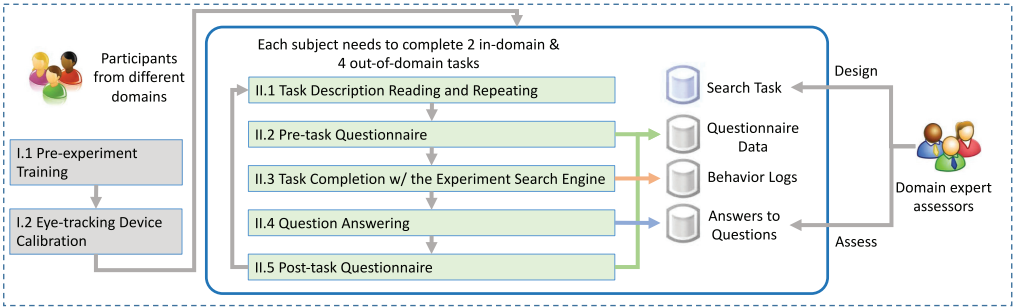 Participants
from different
domains
I.1 Pre-experiment
Training
I.2 Eye-tracking Device
Calibration
Each subject needs to complete 2 in-domain &
4 out-of-domain tasks
II.1 Task Description Reading and Repeating
II.2 Pre-task Questionnaire
II.3 Task Completion w/ the Experiment Search Engine
II.4 Question Answering
II.5 Post-task Questionnaire
Search Task
Questionnaire
Data
Behavior Logs
Answers to
Questions
Design
Assess
Domain expert
assessors